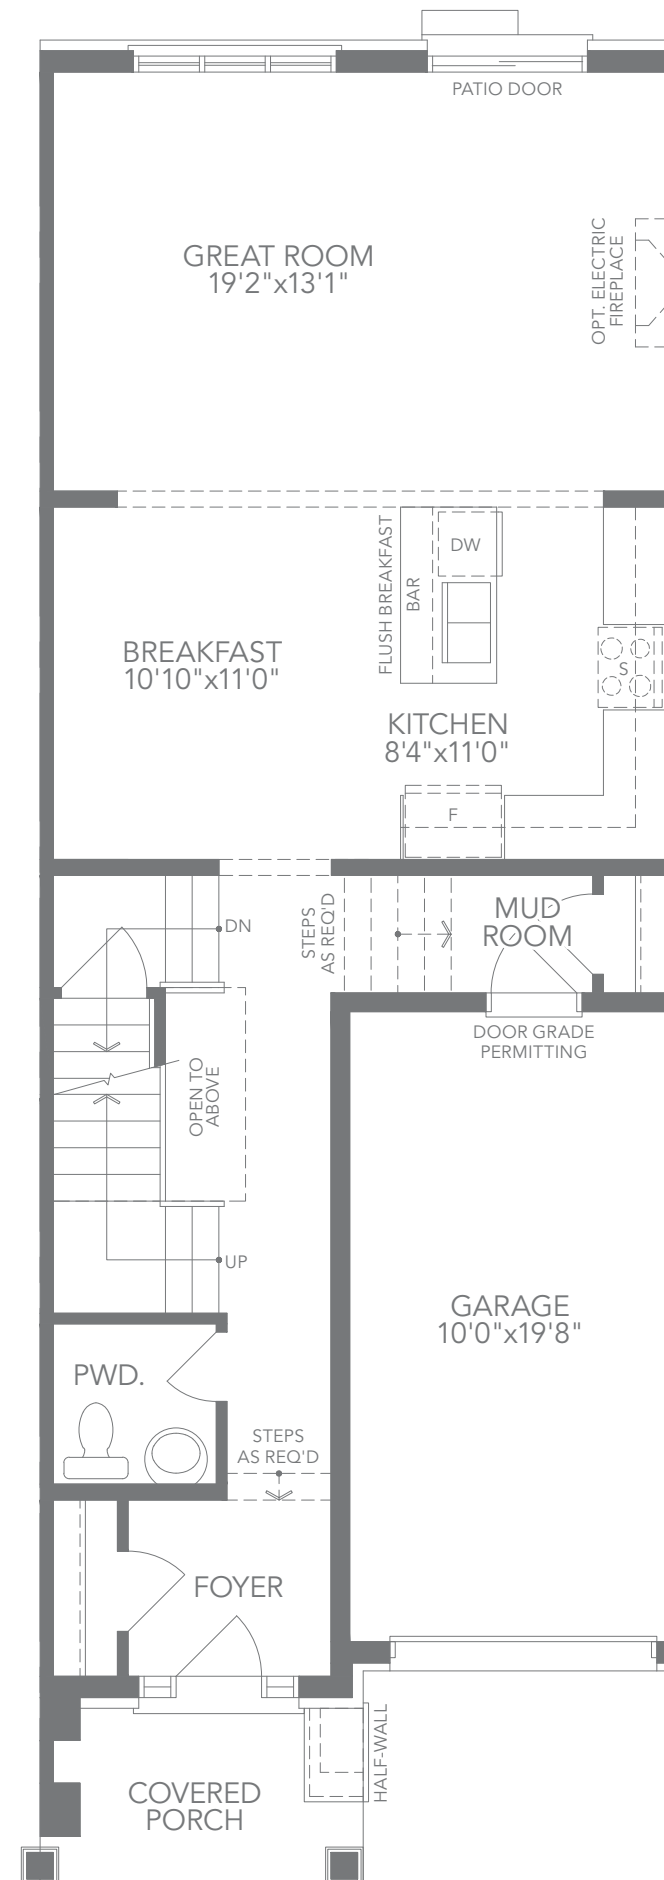 PATIO DOOR
GREAT ROOM
19'2"x13'1"
OPT. ELECTRIC
FIREPLACE
FLUSH BREAKFAST
BAR
DW
BREAKFAST
10'10"x11'0"
S
KITCHEN
8'4"x11'0"
F
DN
STEPS
AS REQ'D
MUD
ROOM
DOOR GRADE
PERMITTING
OPEN TO
ABOVE
UP
GARAGE
10'0"x19'8"
PWD.
STEPS
AS REQ'D
FOYER
HALF-WALL
COVERED
PORCH